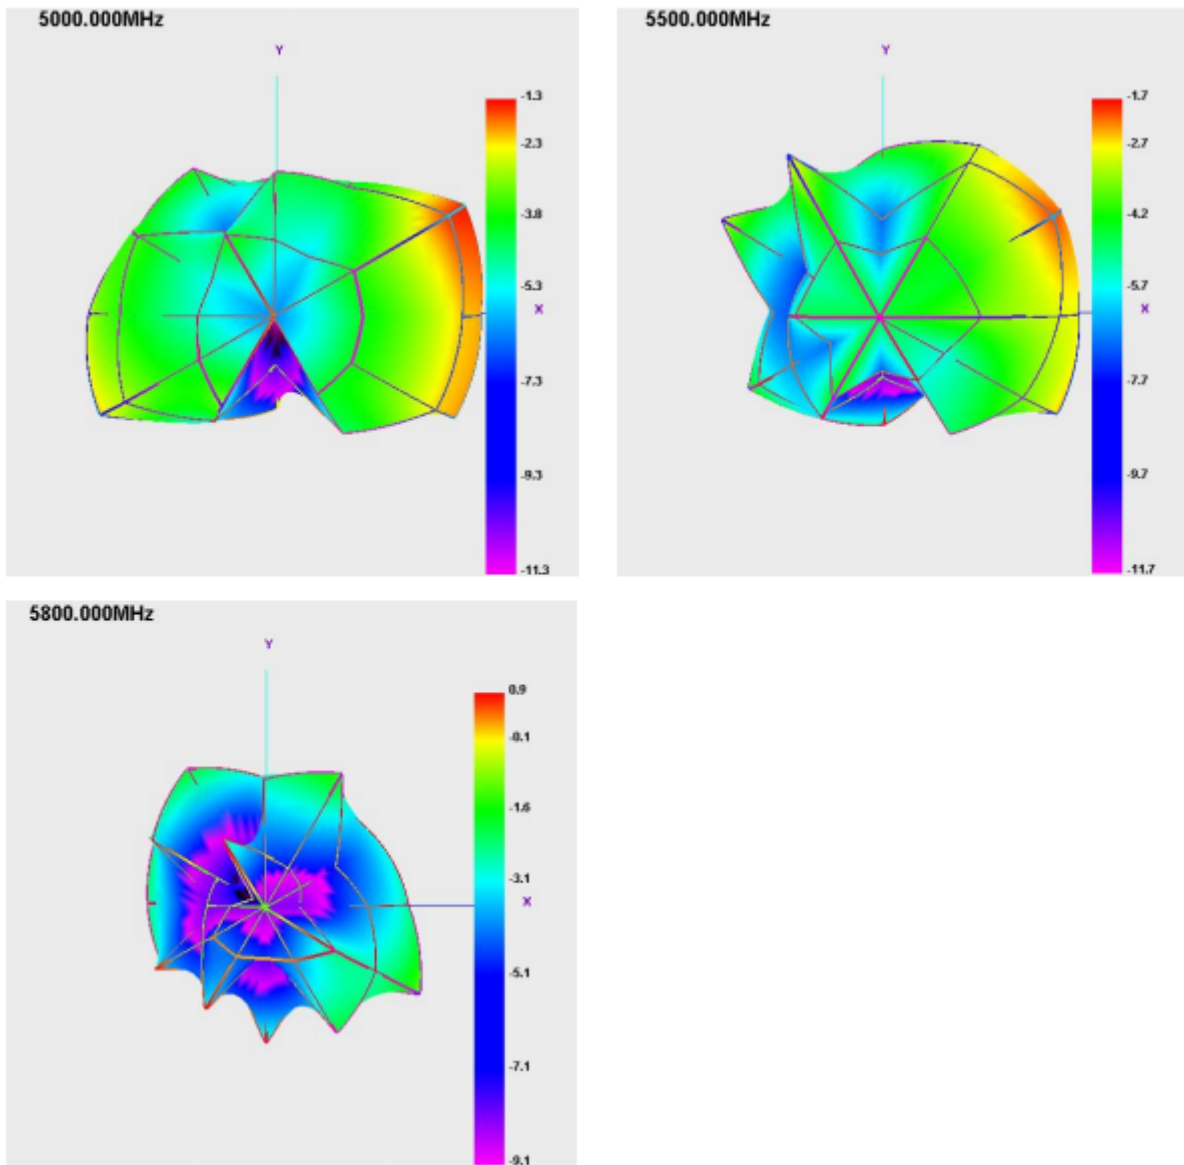 5000.000MHz
Y
-1.3
-2.3
-3.8
-5.3
X
-7.3
-9.3
-11.3
5500.000MHz
Y
-1.7
-2.7
-4.2
-5.7
X
-7.7
-9.7
-11.7
5800.000MHz
Y
0.9
-0.1
-1.6
-3.1
X
-5.1
-7.1
-9.1